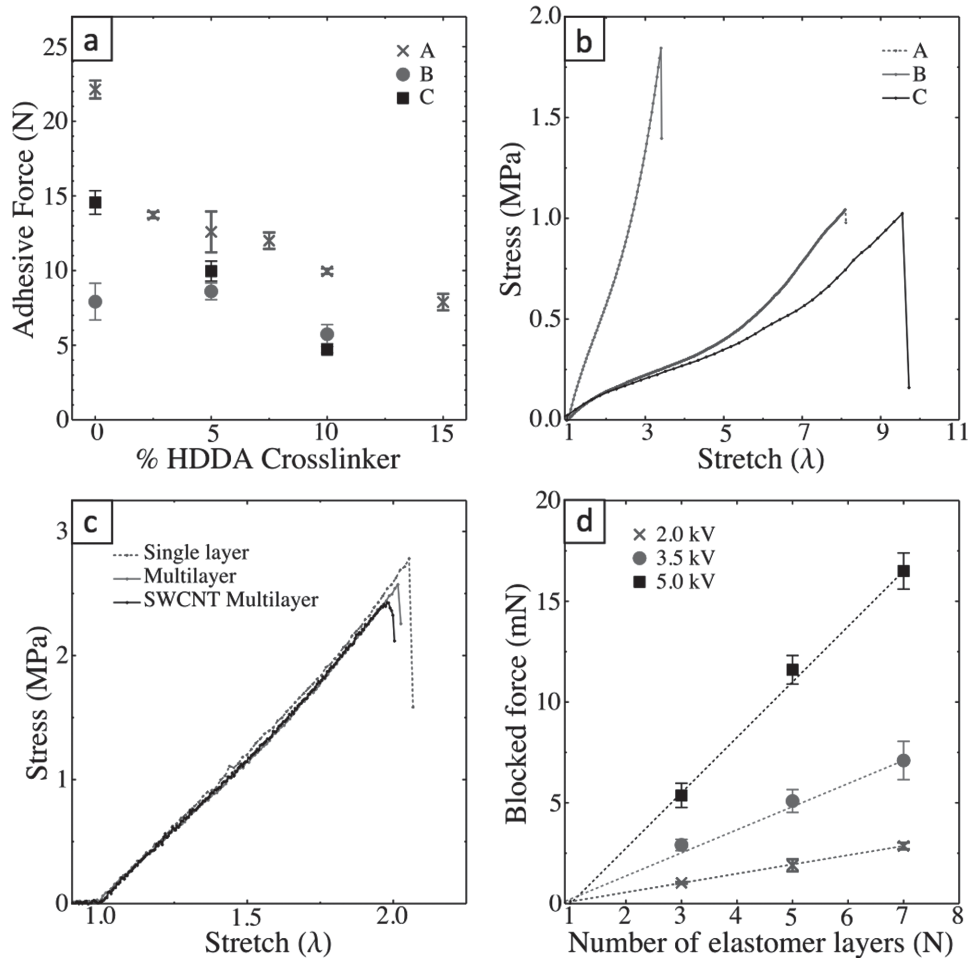 a
A
B
C
25
20
15
10
5
0
Adhesive Force (N)
0 5 10 15
% HDDA Crosslinker
b
A
B
C
2.0
1.5
1.0
0.5
0.0
Stress (MPa)
1 3 5 7 9 11
Stretch (λ)
c
Single layer
Multilayer
SWCNT Multilayer
3
2
1
0
Stress (MPa)
1.0 1.5 2.0
Stretch (λ)
d
2.0 kV
3.5 kV
5.0 kV
20
15
10
5
0
Blocked force (mN)
1 2 3 4 5 6 7 8
Number of elastomer layers (N)